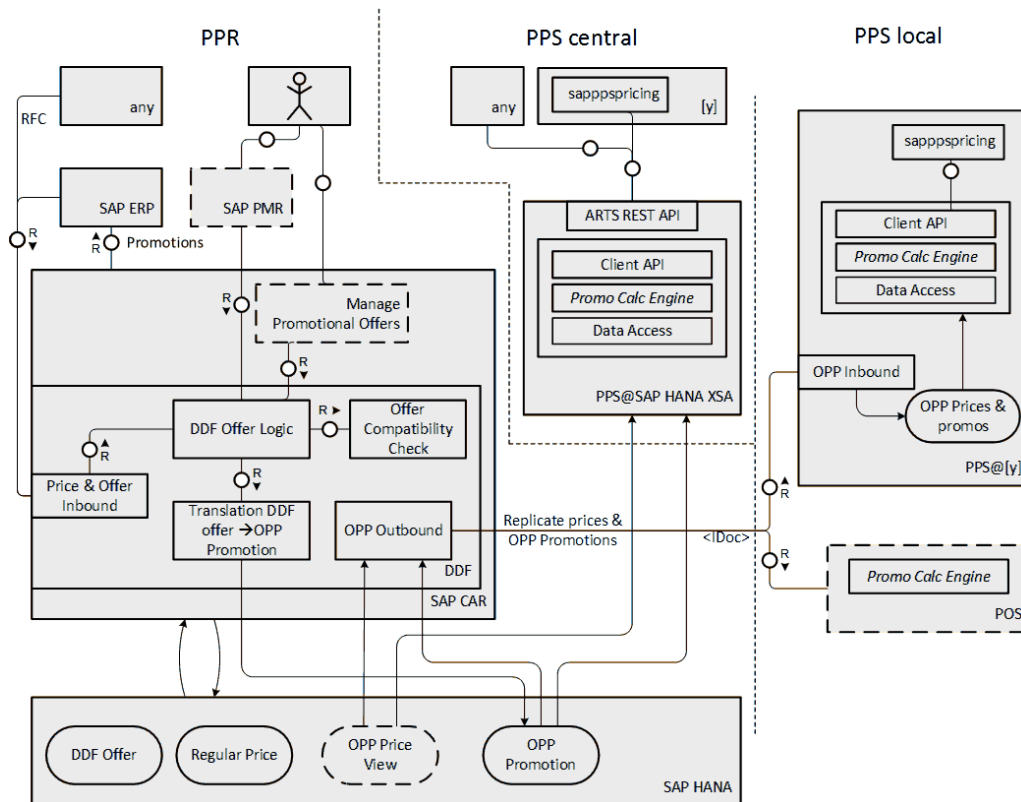 PPR
PPS central
PPS local
RFC
any
SAP ERP
R
R
Promotions
SAP PMR
R
Manage
Promotional Offers
R
DDF Offer Logic
R
Offer
Compatibility
Check
R
Price & Offer
Inbound
R
Translation DDF
offer →OPP
Promotion
OPP Outbound
DDF
SAP CAR
any
sapppspricing
[y]
ARTS REST API
Client API
Promo Calc Engine
Data Access
PPS@SAP HANA XSA
Replicate prices &
OPP Promotions
<IDoc>
R
R
sapppspricing
Client API
Promo Calc Engine
Data Access
OPP Inbound
OPP Prices &
promos
PPS@[y]
Promo Calc Engine
POS
DDF Offer
Regular Price
OPP Price
View
OPP
Promotion
SAP HANA